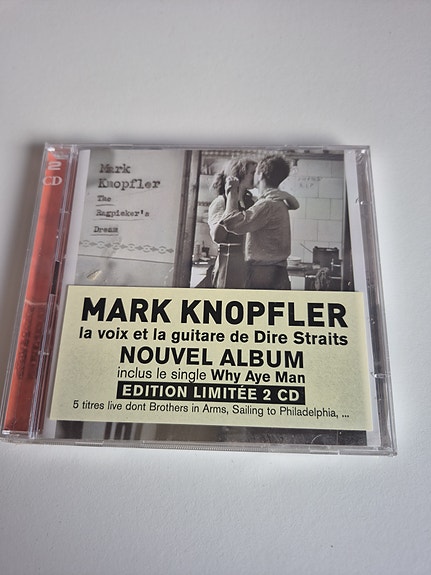 2
CD
Mark
Knopfler
The
Ragpicker's
Dream
MARK KNOPFLER
la voix et la guitare de Dire Straits
NOUVEL ALBUM
inclus le single Why Aye Man
EDITION LIMITÉE 2 CD
5 titres live dont Brothers in Arms, Sailing to Philadelphia, ...